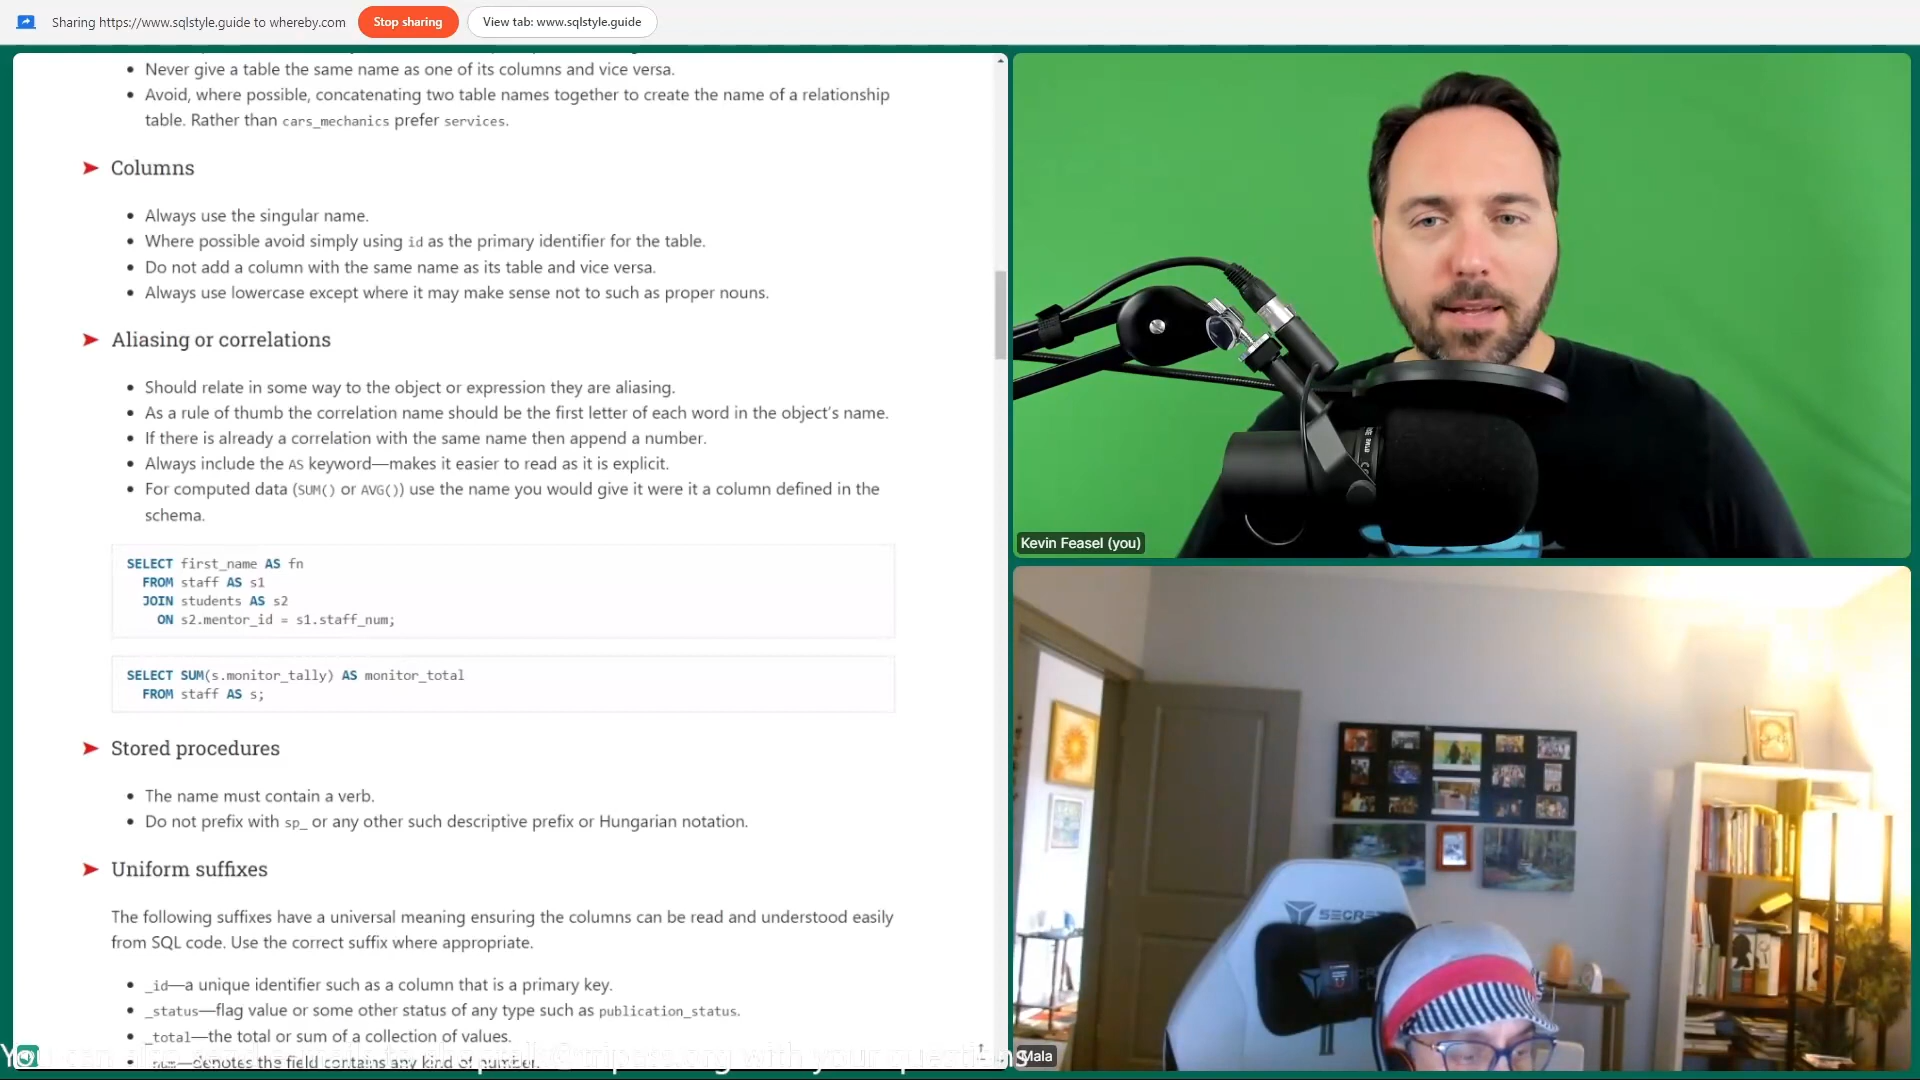 Sharing https://www.sqlstyle.guide to whereby.com
Stop sharing
View tab: www.sqlstyle.guide
Never give a table the same name as one of its columns and vice versa.
Avoid, where possible, concatenating two table names together to create the name of a relationship
table. Rather than cars_mechanics prefer services.
Columns
Always use the singular name.
Where possible avoid simply using id as the primary identifier for the table.
Do not add a column with the same name as its table and vice versa.
Always use lowercase except where it may make sense not to such as proper nouns.
Aliasing or correlations
Should relate in some way to the object or expression they are aliasing.
As a rule of thumb the correlation name should be the first letter of each word in the object’s name.
If there is already a correlation with the same name then append a number.
Always include the AS keyword—makes it easier to read as it is explicit.
For computed data (SUM() or AVG()) use the name you would give it were it a column defined in the
schema.
SELECT first_name AS fn
FROM staff AS s1
JOIN students AS s2
ON s2.mentor_id = s1.staff_num;
SELECT SUM(s.monitor_tally) AS monitor_total
FROM staff AS s;
Stored procedures
The name must contain a verb.
Do not prefix with sp_ or any other such descriptive prefix or Hungarian notation.
Uniform suffixes
The following suffixes have a universal meaning ensuring the columns can be read and understood easily
from SQL code. Use the correct suffix where appropriate.
_id—a unique identifier such as a column that is a primary key.
_status—flag value or some other status of any type such as publication_status.
_total—the total or sum of a collection of values.
_num—denotes the field contains any kind of number.
You can with your questions
Kevin Feasel (you)
Mala